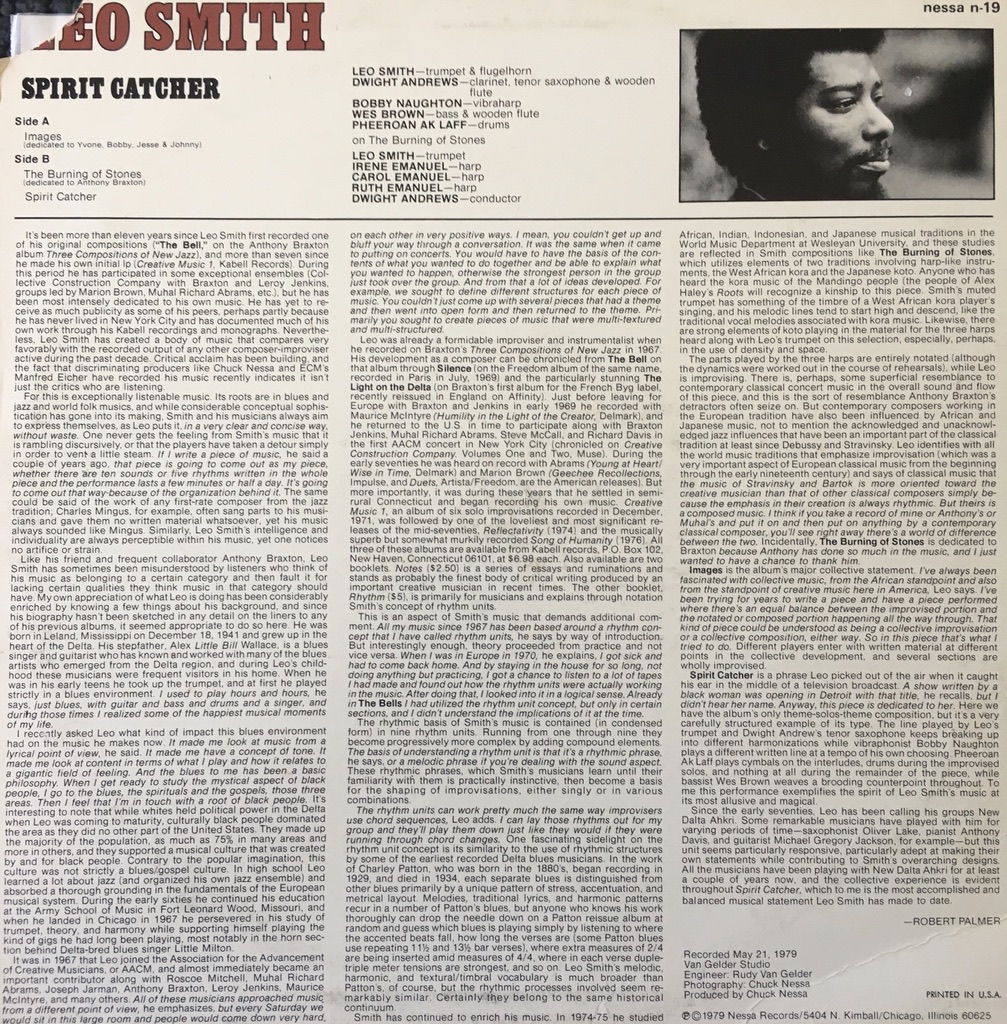 LEO SMITH
nessa n-19
SPIRIT CATCHER
Side A
Images
(dedicated to Yvone, Bobby, Jesse & Johnny)
Side B
The Burning of Stones
(dedicated to Anthony Braxton)
Spirit Catcher
LEO SMITH—trumpet & flugelhorn
DWIGHT ANDREWS—clarinet, tenor saxophone & wooden
flute
BOBBY NAUGHTON—vibraharp
WES BROWN—bass & wooden flute
PHEEROAN AK LAFF—drums
on The Burning of Stones
LEO SMITH—trumpet
IRENE EMANUEL—harp
CAROL EMANUEL—harp
RUTH EMANUEL—harp
DWIGHT ANDREWS—conductor
It's been more than eleven years since Leo Smith first recorded one
of his original compositions ("The Bell," on the Anthony Braxton
album Three Compositions of New Jazz), and more than seven since
he made his own initial lp (Creative Music 1, Kabell Records). During
this period he has participated in some exceptional ensembles (Col-
lective Construction Company with Braxton and Leroy Jenkins,
groups led by Marion Brown, Muhal Richard Abrams, etc.), but he has
been most intensely dedicated to his own music. He has yet to re-
ceive as much publicity as some of his peers, perhaps partly because
he has never lived in New York City and has documented much of his
own work through his Kabell recordings and monographs. Neverthe-
less, Leo Smith has created a body of music that compares very
favorably with the recorded output of any other composer-improviser
active during the past decade. Critical acclaim has been building, and
the fact that discriminating producers like Chuck Nessa and ECM's
Manfred Eicher have recorded his music recently indicates it isn't
just the critics who are listening.
For this is exceptionally listenable music. Its roots are in blues and
jazz and world folk musics, and while considerable conceptual sophis-
tication has gone into its making, Smith and his musicians always aim
to express themselves, as Leo puts it, in a very clear and concise way,
without waste. One never gets the feeling from Smith's music that it
is rambling discursively, or that the players have taken a detour simply
in order to vent a little steam. If I write a piece of music, he said a
couple of years ago, that piece is going to come out as my piece,
whether there are ten sounds or five rhythms written in the whole
piece and the performance lasts a few minutes or half a day. It's going
to come out that way because of the organization behind it. The same
could be said of the work of any first-rate composer from the jazz
tradition; Charles Mingus, for example, often sang parts to his musi-
cians and gave them no written material whatsoever, yet his music
always sounded like Mingus. Similarly, Leo Smith's intelligence and
individuality are always perceptible within his music, yet one notices
no artifice or strain.
Like his friend and frequent collaborator Anthony Braxton, Leo
Smith has sometimes been misunderstood by listeners who think of
his music as belonging to a certain category and then fault it for
lacking certain qualities they think music in that category should
have. My own appreciation of what Leo is doing has been considerably
enriched by knowing a few things about his background, and since
his biography hasn't been sketched in any detail on the liners to any
of his previous albums, it seemed appropriate to do so here. He was
born in Leland, Mississippi on December 18, 1941 and grew up in the
heart of the Delta. His stepfather, Alex Little Bill Wallace, is a blues
singer and guitarist who has known and worked with many of the blues
artists who emerged from the Delta region, and during Leo's child-
hood these musicians were frequent visitors in his home. When he
was in his early teens he took up the trumpet, and at first he played
strictly in a blues environment. I used to play hours and hours, he
says, just blues, with guitar and bass and drums and a singer, and
during those times I realized some of the happiest musical moments
of my life.
I recently asked Leo what kind of impact this blues environment
had on the music he makes now. It made me look at music from a
lyrical point of view, he said. It made me have a concept of tone. It
made me look at content in terms of what I play and how it relates to
a gigantic field of feeling. And the blues to me has been a basic
philosophy. When I get ready to study the mystical aspect of black
people, I go to the blues, the spirituals and the gospels, those three
areas. Then I feel that I'm in touch with a root of black people. It's
interesting to note that while whites held political power in the Delta
when Leo was coming to maturity, culturally black people dominated
the area as they did no other part of the United States. They made up
the majority of the population, as much as 75% in many areas and
more in others, and they supported a musical culture that was created
by and for black people. Contrary to the popular imagination, this
culture was not strictly a blues/gospel culture. In high school Leo
learned a lot about jazz (and organized his own jazz ensemble) and
absorbed a thorough grounding in the fundamentals of the European
musical system. During the early sixties he continued his education
at the Army School of Music in Fort Leonard Wood, Missouri, and
when he landed in Chicago in 1967 he persevered in his study of
trumpet, theory, and harmony while supporting himself playing the
kind of gigs he had long been playing, most notably in the horn sec-
tion behind Delta-bred blues singer Little Milton.
It was in 1967 that Leo joined the Association for the Advancement
of Creative Musicians, or AACM, and almost immediately became an
important contributor along with Roscoe Mitchell, Muhal Richard
Abrams, Joseph Jarman, Anthony Braxton, Leroy Jenkins, Maurice
McIntyre, and many others. All of these musicians approached music
from a different point of view, he emphasizes, but every Saturday we
would sit in this large room and people would come down very hard,
on each other in very positive ways. I mean, you couldn't get up and
bluff your way through a conversation. It was the same when it came
to putting on concerts. You would have to have the basis of the con-
tents of what you wanted to do together and be able to explain what
you wanted to happen, otherwise the strongest person in the group
just took over the group. And from that a lot of ideas developed. For
example, we sought to define different structures for each piece of
music. You couldn't just come up with several pieces that had a theme
and then went into open form and then returned to the theme. Pri-
marily you sought to create pieces of music that were multi-textured
and multi-structured.
Leo was already a formidable improviser and instrumentalist when
he recorded on Braxton's Three Compositions of New Jazz in 1967.
His development as a composer can be chronicled from The Bell on
that album through Silence (on the Freedom album of the same name,
recorded in Paris in July, 1969) and the particularly stunning The
Light on the Delta (on Braxton's first album for the French Byg label,
recently reissued in England on Affinity). Just before leaving for
Europe with Braxton and Jenkins in early 1969 he recorded with
Maurice McIntyre (Humility in the Light of the Creator, Delmark), and
he returned to the U.S. in time to participate along with Braxton,
Jenkins, Muhal Richard Abrams, Steve McCall, and Richard Davis in
the first AACM concert in New York City (chronicled on Creative
Construction Company, Volumes One and Two, Muse). During the
early seventies he was heard on record with Abrams (Young at Heart/
Wise in Time, Delmark) and Marion Brown (Geechee Recollections,
Impulse, and Duets, Artista/Freedom, are the American releases). But
more importantly, it was during these years that he settled in semi-
rural Connecticut and began recording his own music. Creative
Music 1, an album of six solo improvisations recorded in December,
1971, was followed by one of the loveliest and most significant re-
leases of the mid-seventies, Reflectativity (1974) and the musically
superb but somewhat murkily recorded Song of Humanity (1976). All
three of these albums are available from Kabell records, P.O. Box 102,
New Haven, Connecticut 06101, at $6.98 each. Also available are two
booklets. Notes ($2.50) is a series of essays and ruminations and
stands as probably the finest body of critical writing produced by an
important creative musician in recent times. The other booklet,
Rhythm ($5), is primarily for musicians and explains through notation
Smith's concept of rhythm units.
This is an aspect of Smith's music that demands additional com-
ment. All my music since 1967 has been based around a rhythm con-
cept that I have called rhythm units, he says by way of introduction.
But interestingly enough, theory proceeded from practice and not
vice versa. When I was in Europe in 1970, he explains, I got sick and
had to come back home. And by staying in the house for so long, not
doing anything but practicing, I got a chance to listen to a lot of tapes
I had made and found out how the rhythm units were actually working
in the music. After doing that, I looked into it in a logical sense. Already
in The Bells I had utilized the rhythm unit concept, but only in certain
sections, and I didn't understand the implications of it at the time.
The rhythmic basis of Smith's music is contained (in condensed
form) in nine rhythm units. Running from one through nine they
become progressively more complex by adding compound elements.
The basis of understanding a rhythm unit is that it's a rhythmic phrase,
he says, or a melodic phrase if you're dealing with the sound aspect.
These rhythmic phrases, which Smith's musicians learn until their
familiarity with them is practically instinctive, then become a basis
for the shaping of improvisations, either singly or in various
combinations.
The rhythm units can work pretty much the same way improvisers
use chord sequences, Leo adds. I can lay those rhythms out for my
group and they'll play them down just like they would if they were
running through chord changes. One fascinating sidelight on the
rhythm unit concept is its similarity to the use of rhythmic structures
by some of the earliest recorded Delta blues musicians. In the work
of Charley Patton, who was born in the 1880's, began recording in
1929, and died in 1934, each separate blues is distinguished from
other blues primarily by a unique pattern of stress, accentuation, and
metrical layout. Melodies, traditional lyrics, and harmonic patterns
recur in a number of Patton's blues, but anyone who knows his work
thoroughly can drop the needle down on a Patton reissue album at
random and guess which blues is playing simply by listening to where
the accented beats fall, how long the verses are (some Patton blues
use repeating 11½ and 13½ bar verses), where extra measures of 2/4
are being inserted amid measures of 4/4, where in each verse duple-
triple meter tensions are strongest, and so on. Leo Smith's melodic,
harmonic, and textural/timbral vocabulary is much broader than
Patton's, of course, but the rhythmic processes involved seem re-
markably similar. Certainly they belong to the same historical
continuum.
Smith has continued to enrich his music. In 1974-75 he studied
African, Indian, Indonesian, and Japanese musical traditions in the
World Music Department at Wesleyan University, and these studies
are reflected in Smith compositions like The Burning of Stones,
which utilizes elements of two traditions involving harp-like instru-
ments, the West African kora and the Japanese koto. Anyone who has
heard the kora music of the Mandingo people (the people of Alex
Haley's Roots will recognize a kinship to this piece). Smith's muted
trumpet has something of the timbre of a West African kora player's
singing, and his melodic lines tend to start high and descend, like the
traditional vocal melodies associated with kora music. Likewise, there
are strong elements of koto playing in the material for the three harps
heard along with Leo's trumpet on this selection, especially, perhaps,
in the use of density and space.
The parts played by the three harps are entirely notated (although
the dynamics were worked out in the course of rehearsals), while Leo
is improvising. There is, perhaps, some superficial resemblance to
contemporary classical concert music in the overall sound and flow
of this piece, and this is the sort of resemblance Anthony Braxton's
detractors often seize on. But contemporary composers working in
the European tradition have also been influenced by African and
Japanese music, not to mention the acknowledged and unacknowl-
edged jazz influences that have been an important part of the classical
tradition at least since Debussy and Stravinsky. Leo identifies with all
the world music traditions that emphasize improvisation (which was a
very important aspect of European classical music from the beginning
through the early nineteenth century) and says of classical music that
the music of Stravinsky and Bartok is more oriented toward the
creative musician than that of other classical composers simply be-
cause the emphasis in their creation is always rhythmic. But theirs is
a composed music. I think if you take a record of mine or Anthony's or
Muhal's and put it on and then put on anything by a contemporary
classical composer, you'll see right away there's a world of difference
between the two. Incidentally, The Burning of Stones is dedicated to
Braxton because Anthony has done so much in the music, and I just
wanted to have a chance to thank him.
Images is the album's major collective statement. I've always been
fascinated with collective music, from the African standpoint and also
from the standpoint of creative music here in America, Leo says. I've
been trying for years to write a piece and have a piece performed
where there's an equal balance between the improvised portion and
the notated or composed portion happening all the way through. That
kind of piece could be understood as being a collective improvisation
or a collective composition, either way. So in this piece that's what I
tried to do. Different players enter with written material at different
points in the collective development, and several sections are
wholly improvised.
Spirit Catcher is a phrase Leo picked out of the air when it caught
his ear in the middle of a television broadcast. A show written by a
black woman was opening in Detroit with that title, he recalls, but I
didn't hear her name. Anyway, this piece is dedicated to her. Here we
have the album's only theme-solos-theme composition, but it's a very
carefully structured example of its type. The line played by Leo's
trumpet and Dwight Andrew's tenor saxophone keeps breaking up
into different harmonizations while vibraphonist Bobby Naughton
plays a different written line at a tempo of his own choosing. Pheeroan
Ak Laff plays cymbals on the interludes, drums during the improvised
solos, and nothing at all during the remainder of the piece, while
bassist Wes Brown weaves a brooding counterpoint throughout. To
me this performance exemplifies the spirit of Leo Smith's music at
its most allusive and magical.
Since the early seventies, Leo has been calling his groups New
Dalta Ahkri. Some remarkable musicians have played with him for
varying periods of time—saxophonist Oliver Lake, pianist Anthony
Davis, and guitarist Michael Gregory Jackson, for example—but this
unit seems particularly responsive, particularly adept at making their
own statements while contributing to Smith's overarching designs.
All the musicians have been playing with New Dalta Ahkri for at least
a couple of years now, and the collective experience is evident
throughout Spirit Catcher, which to me is the most accomplished and
balanced musical statement Leo Smith has made to date.
—ROBERT PALMER
Recorded May 21, 1979
Van Gelder Studio
Engineer: Rudy Van Gelder
Photography: Chuck Nessa
Produced by Chuck Nessa
PRINTED IN U.S.A.
℗©1979 Nessa Records/5404 N. Kimball/Chicago, Illinois 60625